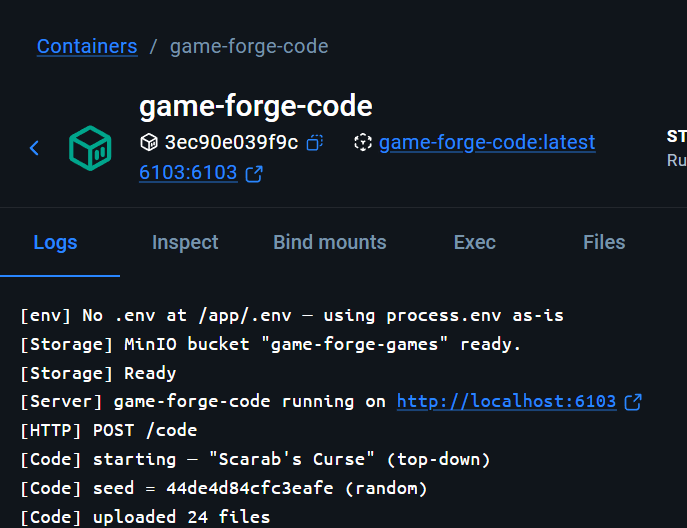 Containers / game-forge-code
game-forge-code
3ec90e039f9c game-forge-code:latest
ST
6103:6103
Ru
Logs Inspect Bind mounts Exec Files
[env] No .env at /app/.env — using process.env as-is
[Storage] MinIO bucket "game-forge-games" ready.
[Storage] Ready
[Server] game-forge-code running on http://localhost:6103
[HTTP] POST /code
[Code] starting — "Scarab's Curse" (top-down)
[Code] seed = 44de4d84cfc3eafe (random)
[Code] uploaded 24 files